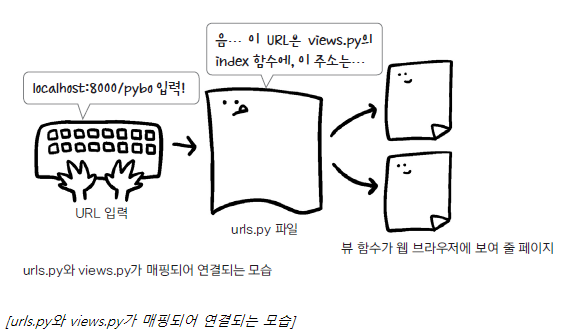 음… 이 URL은 views.py의
index 함수에, 이 주소는…
localhost:8000/pybo 입력!
URL 입력
urls.py 파일
뷰 함수가 웹 브라우저에 보여 줄 페이지
urls.py와 views.py가 매핑되어 연결되는 모습
[urls.py와 views.py가 매핑되어 연결되는 모습]